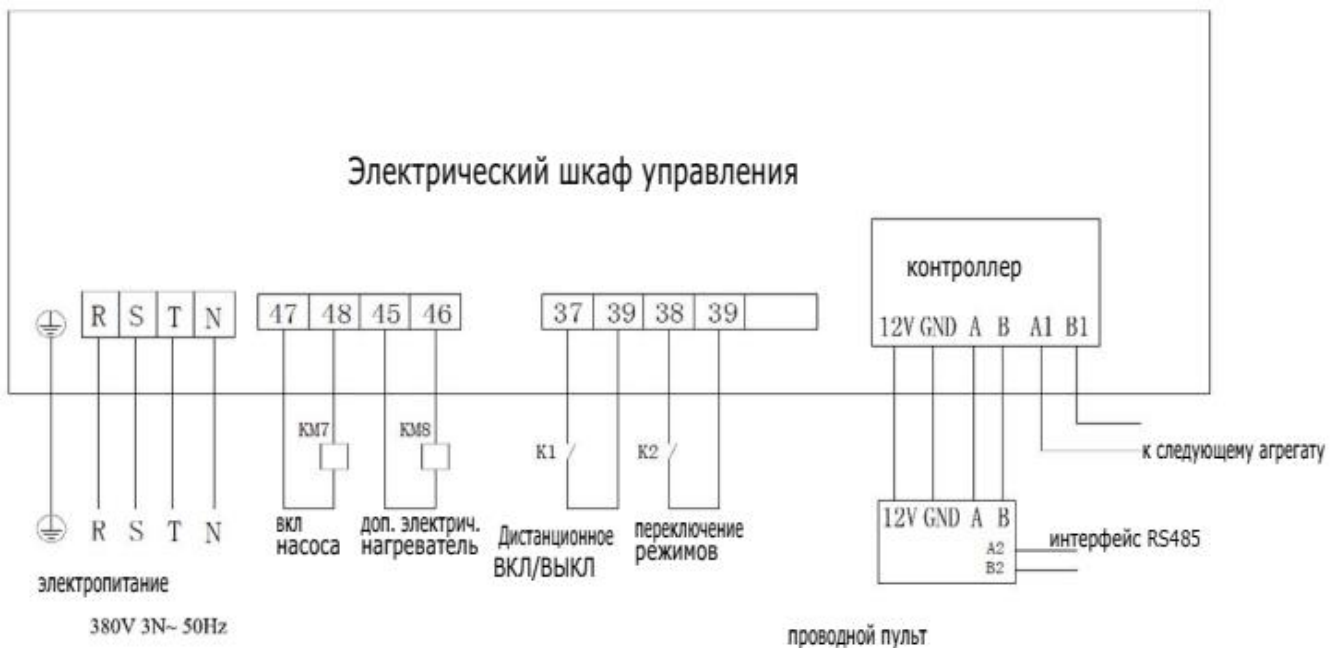 Электрический шкаф управления
контроллер
R S T N
47 48 45 46
37 39 38 39
12V GND A B A1 B1
KM7
KM8
K1
K2
к следующему агрегату
R S T N
вкл
насоса
доп. электрич.
нагреватель
Дистанционное
ВКЛ/ВЫКЛ
переключение
режимов
12V GND A B
A2
B2
интерфейс RS485
электропитание
380V 3N~ 50Hz
проводной пульт